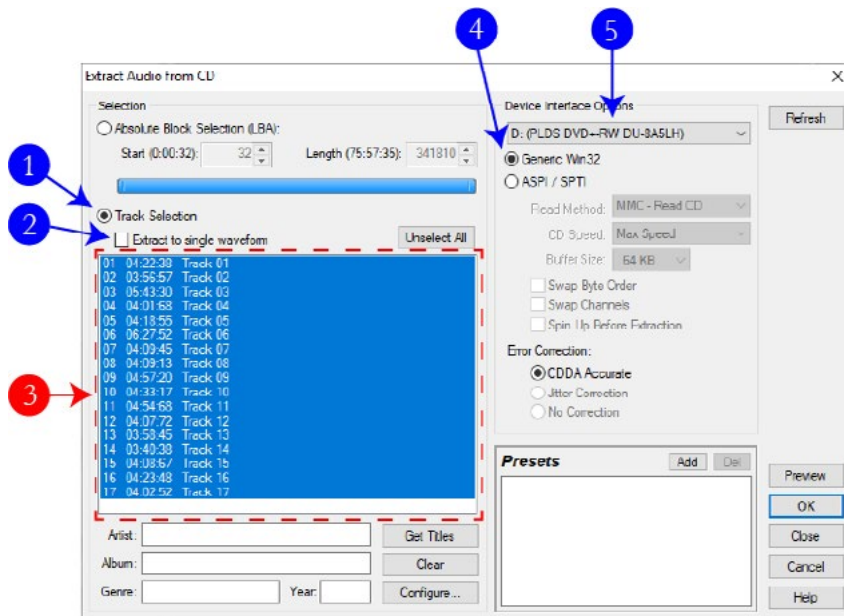 4
5
Extract Audio from CD
Selection
Absolute Block Selection (LBA):
Start (0:00:32): 32 Length (75:57:35): 341810
1
Track Selection
2
Extract to single waveform Unselect All
01 04:22:38 Track 01
02 03:56:57 Track 02
03 05:43:30 Track 03
04 04:01:68 Track 04
05 04:18:55 Track 05
06 06:27:52 Track 06
07 04:09:45 Track 07
08 04:09:13 Track 08
09 04:57:20 Track 09
10 04:33:17 Track 10
11 04:54:68 Track 11
12 04:07:72 Track 12
13 03:58:45 Track 13
14 03:40:38 Track 14
15 04:08:67 Track 15
16 04:23:48 Track 16
17 04:02:52 Track 17
3
Artist: Get Titles
Album: Clear
Genre: Year: Configure...
Device Interface Options
D: (PLDS DVD+-RW DU-8A5LH)
Generic Win32
ASPI / SPTI
Read Method: MMC - Read CD
CD Speed: Max Speed
Buffer Size: 64 KB
Swap Byte Order
Swap Channels
Spin Up Before Extraction
Error Correction:
CDDA Accurate
Jitter Correction
No Correction
Presets Add Del
Refresh
Preview
OK
Close
Cancel
Help